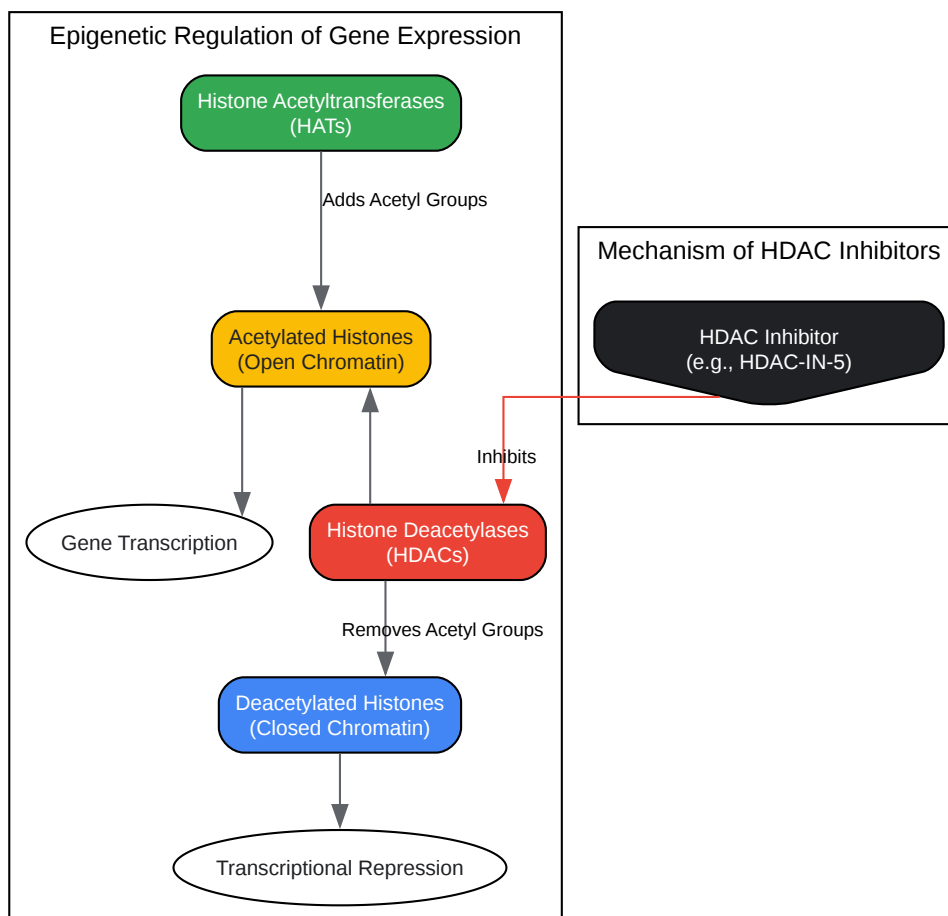 Epigenetic Regulation of Gene Expression
Histone Acetyltransferases
(HATs)
Adds Acetyl Groups
Mechanism of HDAC Inhibitors
HDAC Inhibitor
(e.g., HDAC-IN-5)
Acetylated Histones
(Open Chromatin)
Inhibits
Gene Transcription
Histone Deacetylases
(HDACs)
Removes Acetyl Groups
Deacetylated Histones
(Closed Chromatin)
Transcriptional Repression